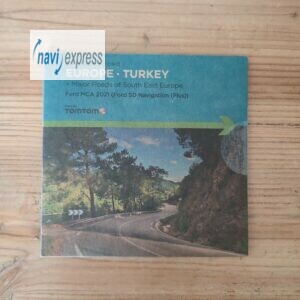 navi express
EUROPE · TURKEY
+ Major Roads of South East Europe
Ford MCA 2021 (Ford SD Navigation (Plus))
TOMTOM